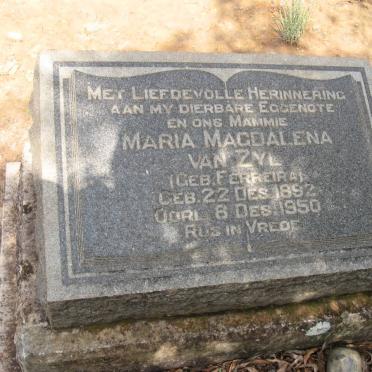 MET LIEFDEVOLLE HERINNERING
AAN MY DIERBARE EGGENOTE
EN ONS MAMMIE
MARIA MAGDALENA
VAN ZYL
(GEB. FERREIRA)
GEB. 22 DES. 1892
OORL. 6 DES. 1950
RUS IN VREDE